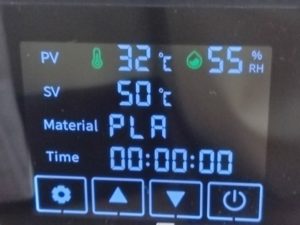 PV 32 °C 55 % RH
SV 50 °C
Material PLA
Time 00:00:00